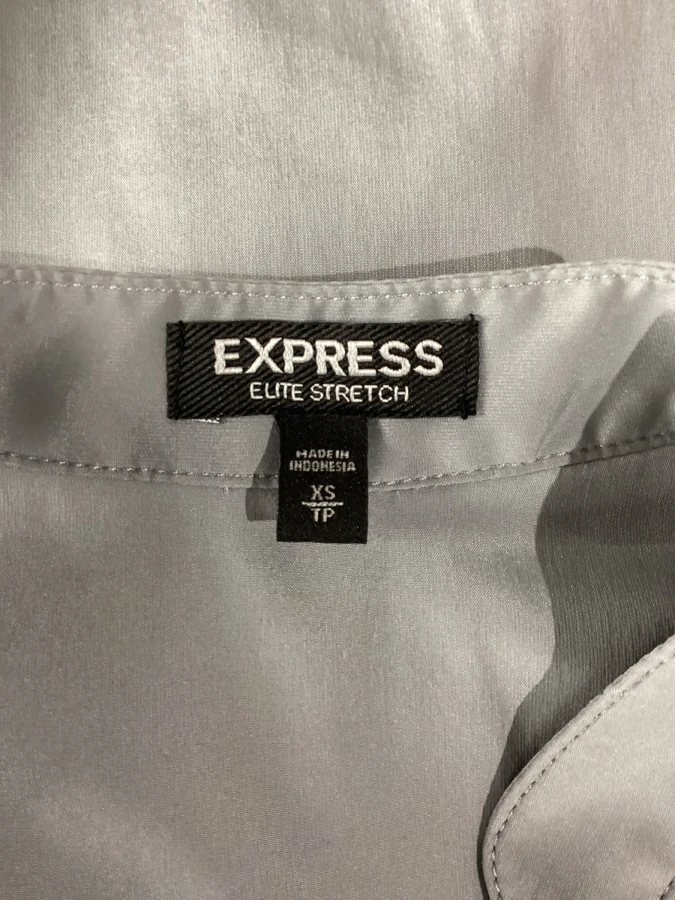 EXPRESS
ELITE STRETCH
MADE IN
INDONESIA
XS
TP